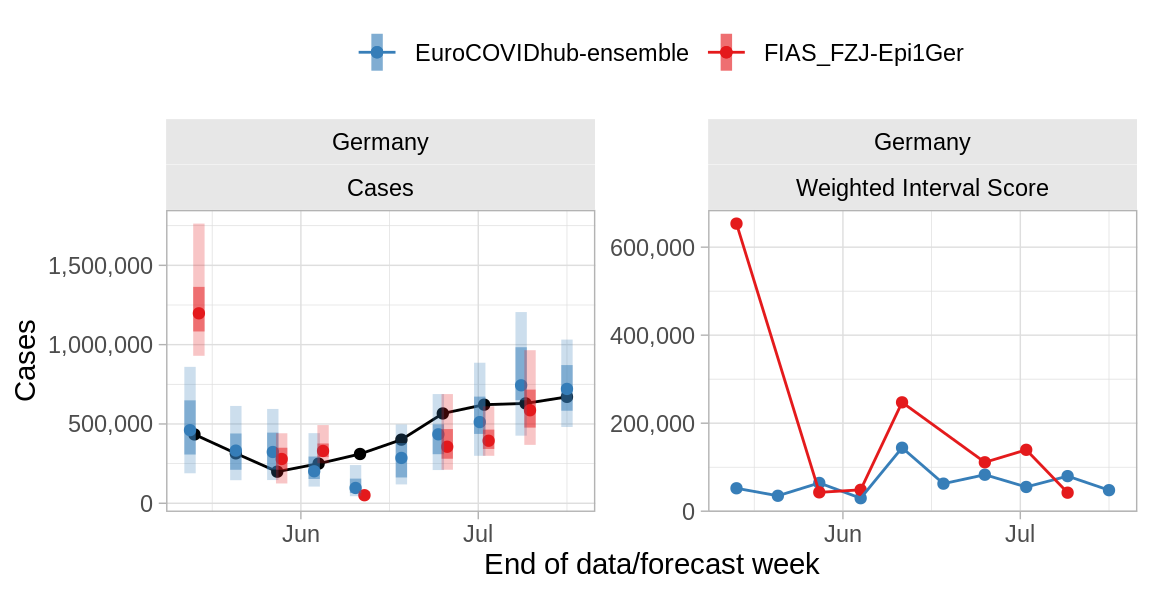 EuroCOVIDhub-ensemble FIAS_FZJ-Epi1Ger
Germany
Cases
Cases
1,500,000
1,000,000
500,000
0
Jun Jul
Germany
Weighted Interval Score
600,000
400,000
200,000
0
Jun Jul
End of data/forecast week